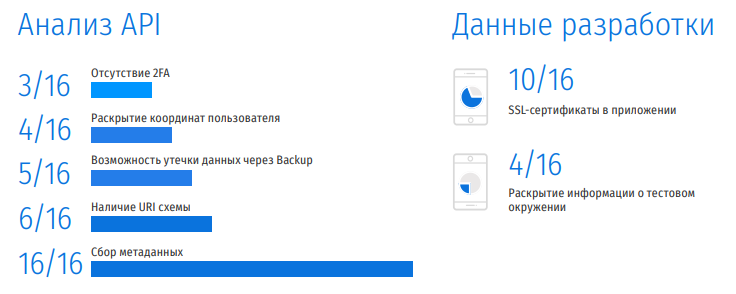 Анализ API
3/16
Отсутствие 2FA
4/16
Раскрытие координат пользователя
5/16
Возможность утечки данных через Backup
6/16
Наличие URI схемы
16/16
Сбор метаданных
Данные разработки
10/16
SSL-сертификаты в приложении
4/16
Раскрытие информации о тестовом
окружении